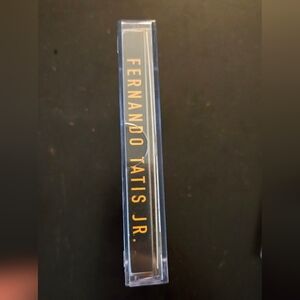 FERNANDO TATIS JR.